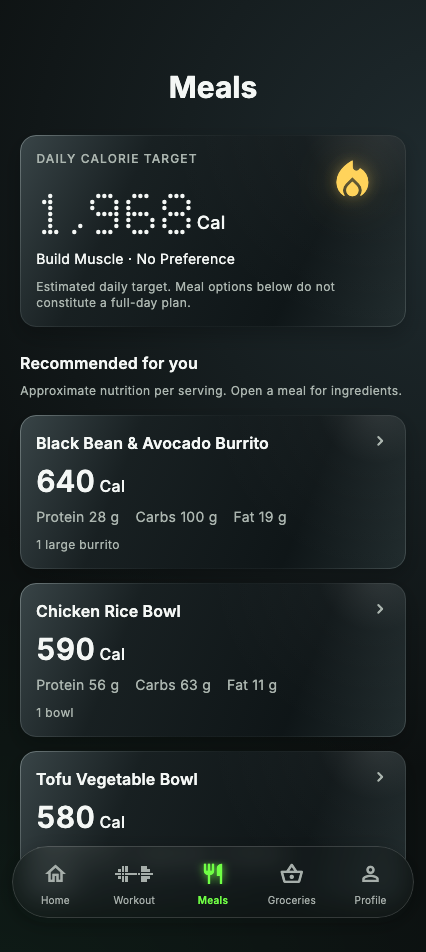 Meals
DAILY CALORIE TARGET
1,968 Cal
Build Muscle · No Preference
Estimated daily target. Meal options below do not
constitute a full-day plan.
Recommended for you
Approximate nutrition per serving. Open a meal for ingredients.
Black Bean & Avocado Burrito
640 Cal
Protein 28 g Carbs 100 g Fat 19 g
1 large burrito
Chicken Rice Bowl
590 Cal
Protein 56 g Carbs 63 g Fat 11 g
1 bowl
Tofu Vegetable Bowl
580 Cal
Home Workout Meals Groceries Profile